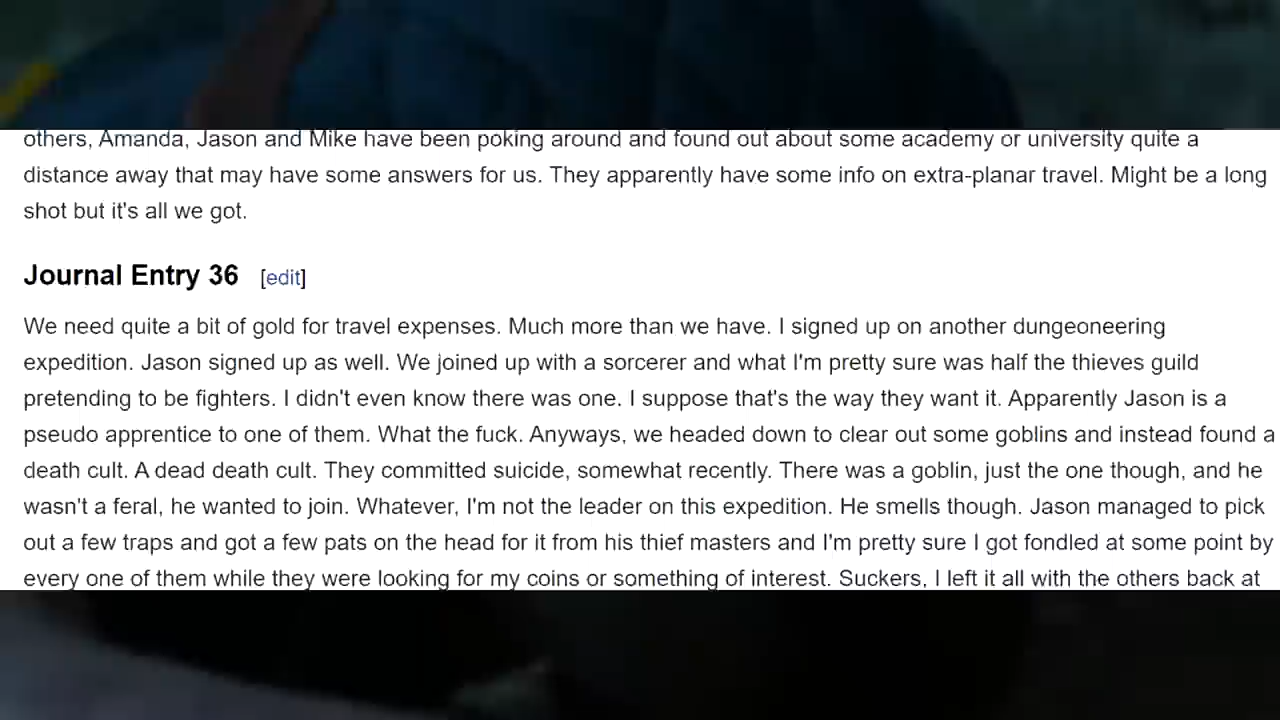 others, Amanda, Jason and Mike have been poking around and found out about some academy or university quite a
distance away that may have some answers for us. They apparently have some info on extra-planar travel. Might be a long
shot but it's all we got.
Journal Entry 36 [edit]
We need quite a bit of gold for travel expenses. Much more than we have. I signed up on another dungeoneering
expedition. Jason signed up as well. We joined up with a sorcerer and what I'm pretty sure was half the thieves guild
pretending to be fighters. I didn't even know there was one. I suppose that's the way they want it. Apparently Jason is a
pseudo apprentice to one of them. What the fuck. Anyways, we headed down to clear out some goblins and instead found a
death cult. A dead death cult. They committed suicide, somewhat recently. There was a goblin, just the one though, and he
wasn't a feral, he wanted to join. Whatever, I'm not the leader on this expedition. He smells though. Jason managed to pick
out a few traps and got a few pats on the head for it from his thief masters and I'm pretty sure I got fondled at some point by
every one of them while they were looking for my coins or something of interest. Suckers, I left it all with the others back at